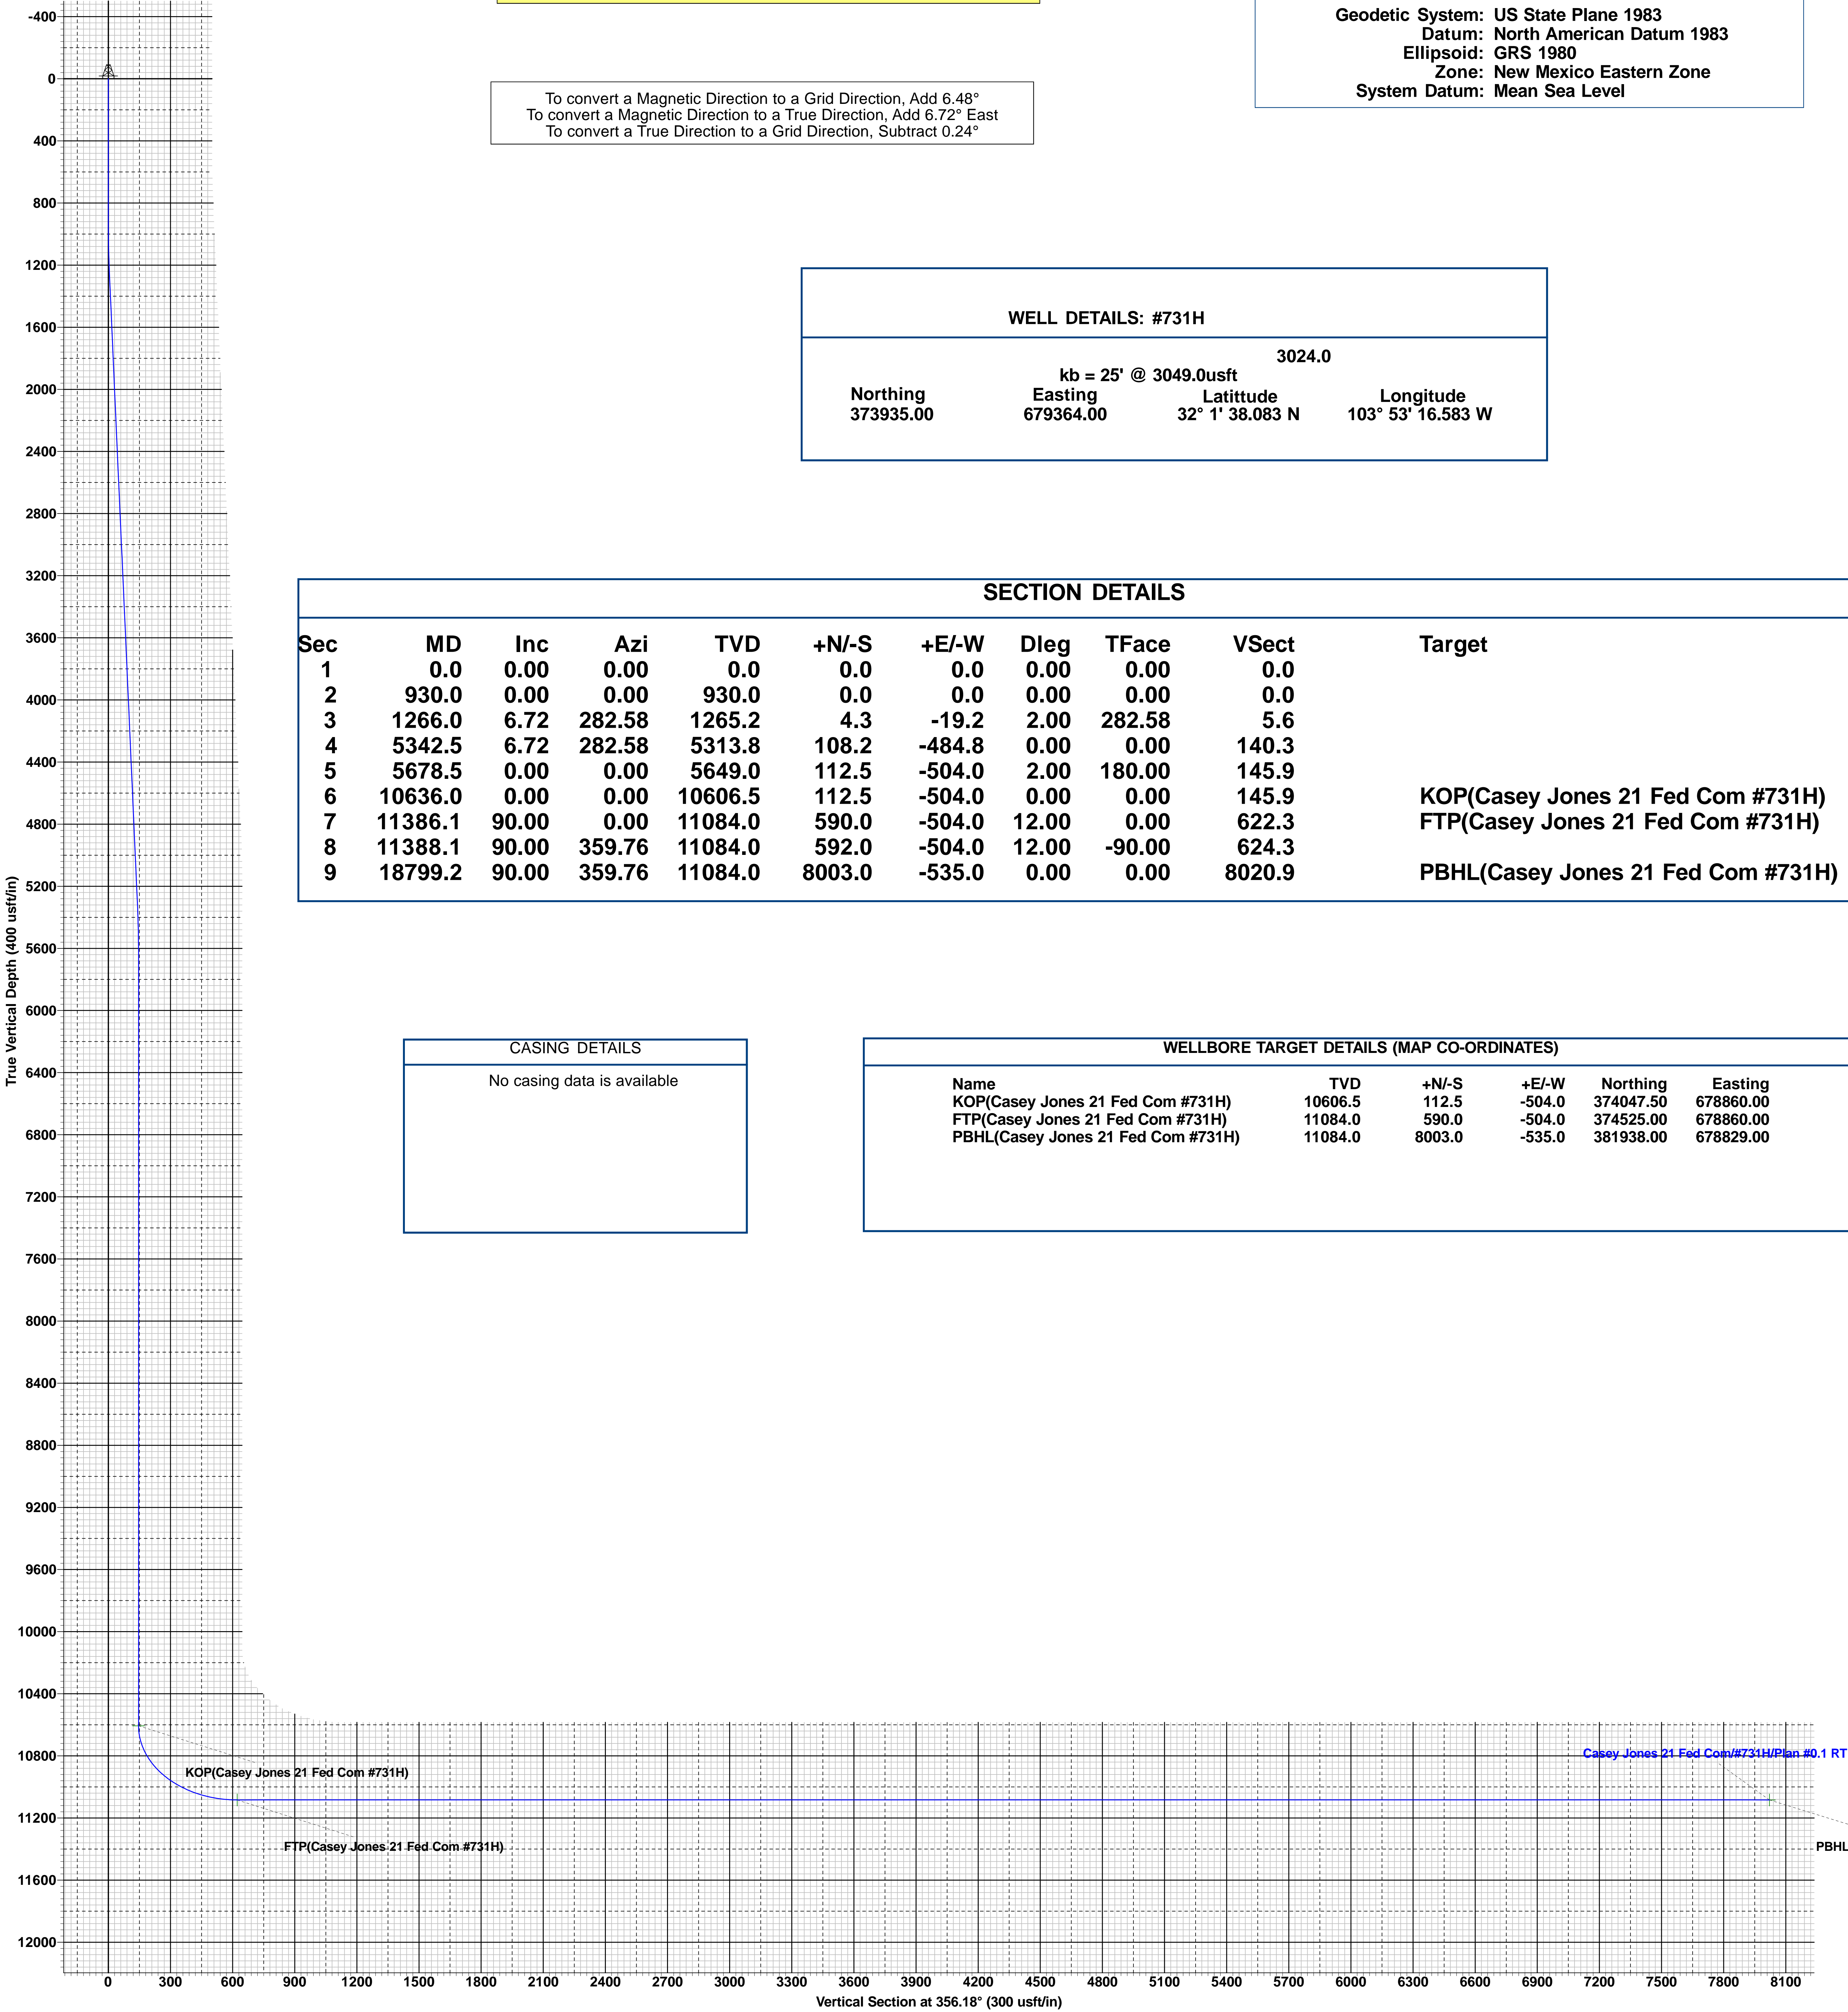 Geodetic System: US State Plane 1983
Datum: North American Datum 1983
Ellipsoid: GRS 1980
Zone: New Mexico Eastern Zone
System Datum: Mean Sea Level
To convert a Magnetic Direction to a Grid Direction, Add 6.48°
To convert a Magnetic Direction to a True Direction, Add 6.72° East
To convert a True Direction to a Grid Direction, Subtract 0.24°
WELL DETAILS: #731H
3024.0
kb = 25' @ 3049.0usft
Northing Easting Latittude Longitude
373935.00 679364.00 32° 1' 38.083 N 103° 53' 16.583 W
SECTION DETAILS
Sec MD Inc Azi TVD +N/-S +E/-W Dleg TFace VSect Target
1 0.0 0.00 0.00 0.0 0.0 0.0 0.00 0.00 0.0
2 930.0 0.00 0.00 930.0 0.0 0.0 0.00 0.00 0.0
3 1266.0 6.72 282.58 1265.2 4.3 -19.2 2.00 282.58 5.6
4 5342.5 6.72 282.58 5313.8 108.2 -484.8 0.00 0.00 140.3
5 5678.5 0.00 0.00 5649.0 112.5 -504.0 2.00 180.00 145.9
6 10636.0 0.00 0.00 10606.5 112.5 -504.0 0.00 0.00 145.9 KOP(Casey Jones 21 Fed Com #731H)
7 11386.1 90.00 0.00 11084.0 590.0 -504.0 12.00 0.00 622.3 FTP(Casey Jones 21 Fed Com #731H)
8 11388.1 90.00 359.76 11084.0 592.0 -504.0 12.00 -90.00 624.3
9 18799.2 90.00 359.76 11084.0 8003.0 -535.0 0.00 0.00 8020.9 PBHL(Casey Jones 21 Fed Com #731H)
CASING DETAILS
No casing data is available
WELLBORE TARGET DETAILS (MAP CO-ORDINATES)
Name TVD +N/-S +E/-W Northing Easting
KOP(Casey Jones 21 Fed Com #731H) 10606.5 112.5 -504.0 374047.50 678860.00
FTP(Casey Jones 21 Fed Com #731H) 11084.0 590.0 -504.0 374525.00 678860.00
PBHL(Casey Jones 21 Fed Com #731H) 11084.0 8003.0 -535.0 381938.00 678829.00
True Vertical Depth (400 usft/in)
-400
0
400
800
1200
1600
2000
2400
2800
3200
3600
4000
4400
4800
5200
5600
6000
6400
6800
7200
7600
8000
8400
8800
9200
9600
10000
10400
10800
11200
11600
12000
Casey Jones 21 Fed Com/#731H/Plan #0.1 RT
KOP(Casey Jones 21 Fed Com #731H)
FTP(Casey Jones 21 Fed Com #731H)
PBHL
0 300 600 900 1200 1500 1800 2100 2400 2700 3000 3300 3600 3900 4200 4500 4800 5100 5400 5700 6000 6300 6600 6900 7200 7500 7800 8100
Vertical Section at 356.18° (300 usft/in)